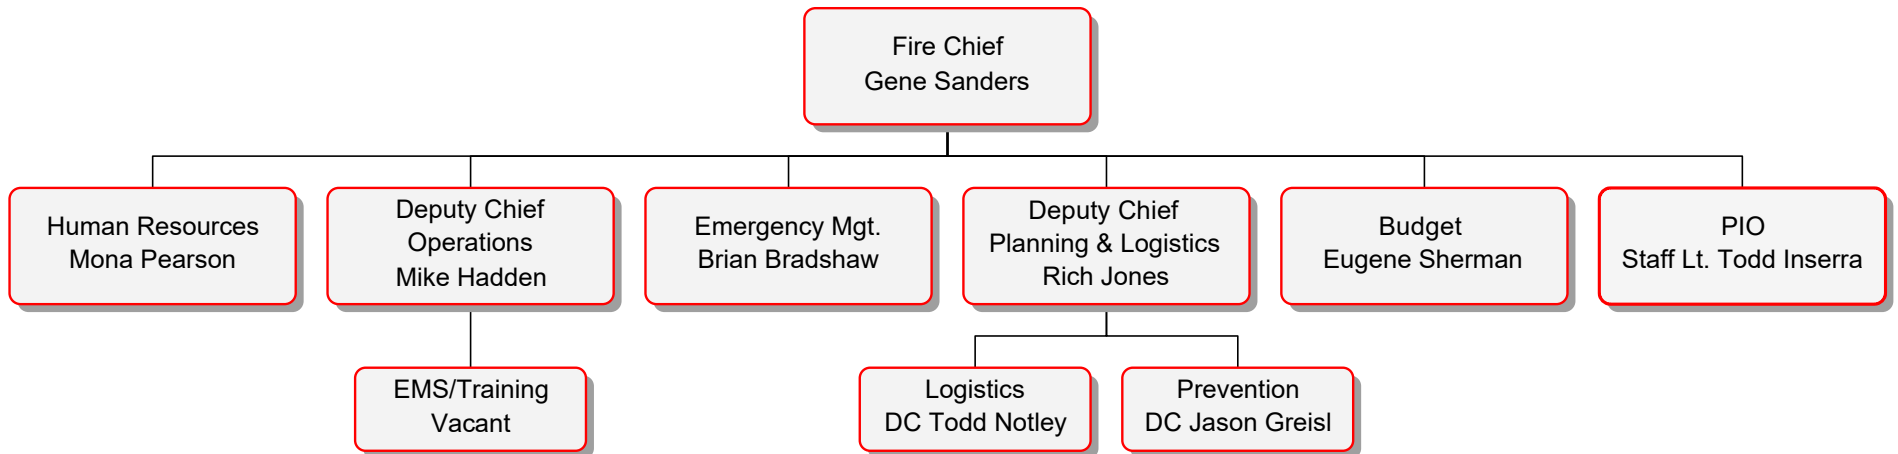 Fire Chief
Gene Sanders
Human Resources
Mona Pearson
Deputy Chief
Operations
Mike Hadden
Emergency Mgt.
Brian Bradshaw
Deputy Chief
Planning & Logistics
Rich Jones
Budget
Eugene Sherman
PIO
Staff Lt. Todd Inserra
EMS/Training
Vacant
Logistics
DC Todd Notley
Prevention
DC Jason Greisl